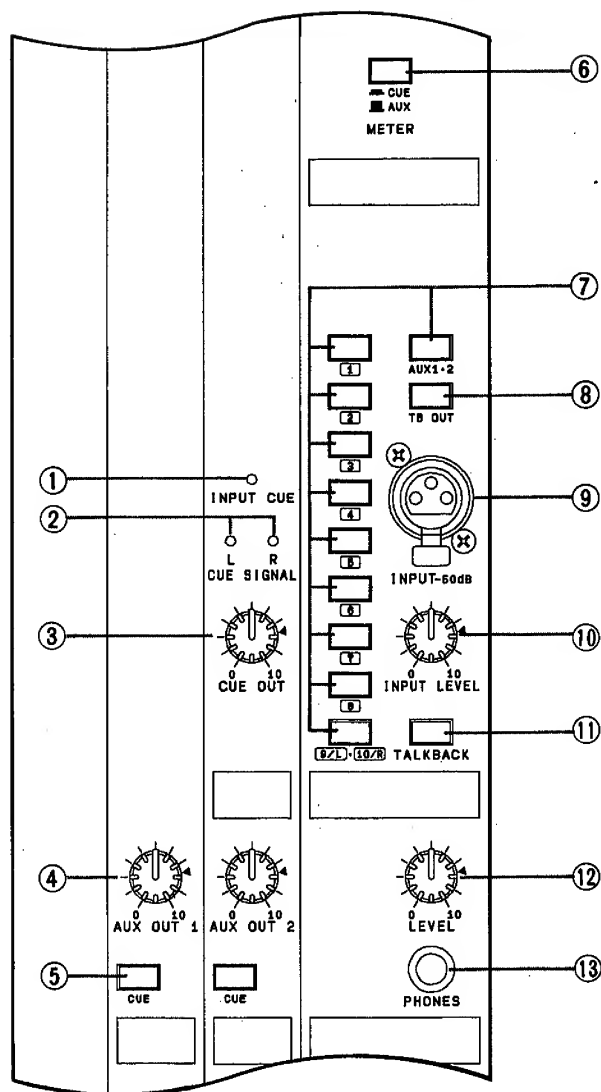 ⑥
CUE
AUX
METER
⑦
1
AUX1·2
⑧
2
TB OUT
3
①
INPUT CUE
4
⑨
②
L R
CUE SIGNAL
5
INPUT-50dB
6
③
⑩
0 10
CUE OUT
7
0 10
INPUT LEVEL
8
⑪
9/L·10/R
TALKBACK
④
⑫
0 10
AUX OUT 1
0 10
AUX OUT 2
0 10
LEVEL
⑤
CUE
CUE
⑬
PHONES